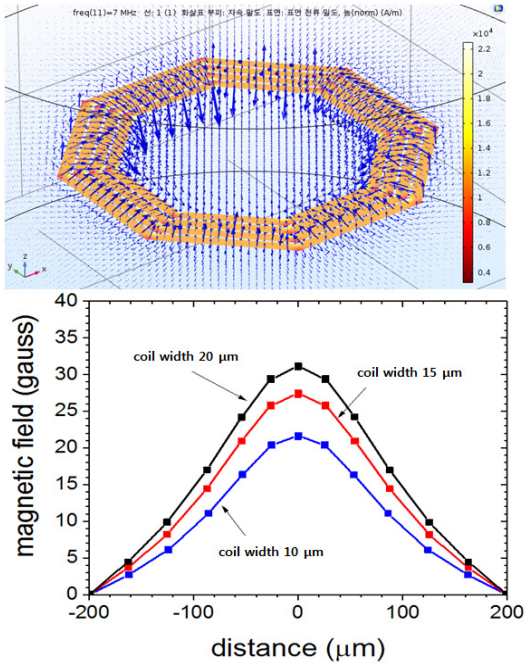 freq(11)=7 MHz 선: 1 (1) 화살표 부피: 자속 밀도 표면: 표면 전류 밀도, 놈(norm) (A/m)
×10⁴
2.2
2
1.8
1.6
1.4
1.2
1
0.8
0.6
0.4
z
y
x
40
35
30
25
20
15
10
5
0
magnetic field (gauss)
coil width 20 μm
coil width 15 μm
coil width 10 μm
-200
-100
0
100
200
distance (μm)